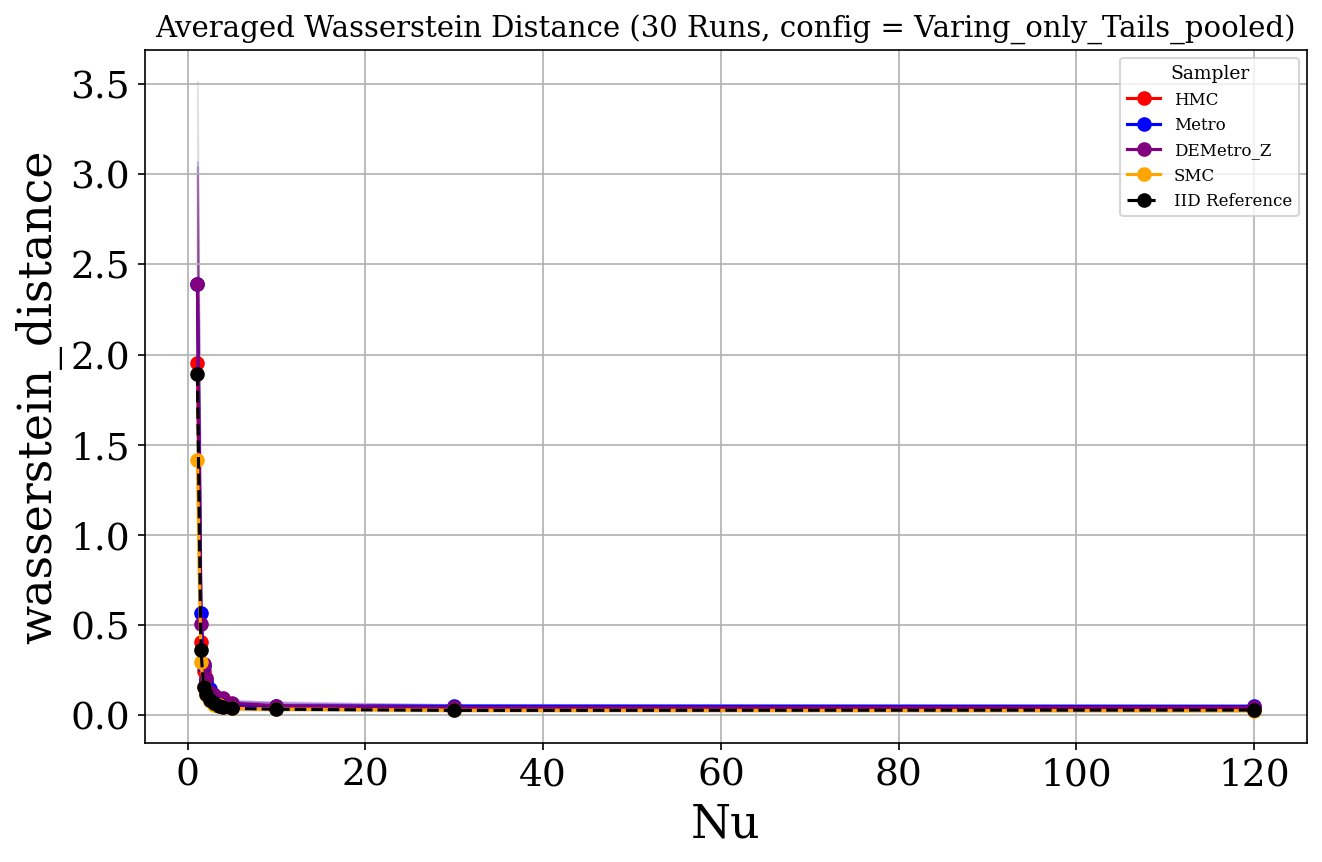 Averaged Wasserstein Distance (30 Runs, config = Varing_only_Tails_pooled)
Sampler
HMC
Metro
DEMetro_Z
SMC
IID Reference
wasserstein_distance
3.5
3.0
2.5
2.0
1.5
1.0
0.5
0.0
0 20 40 60 80 100 120
Nu